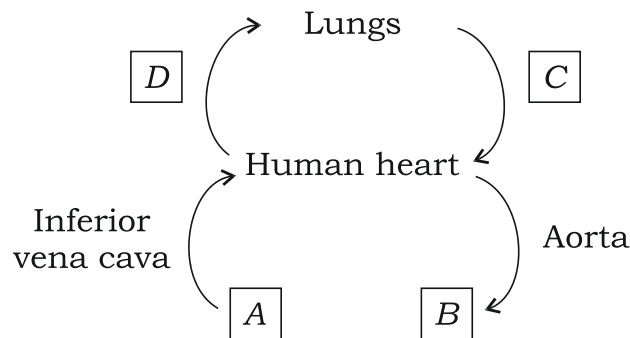 Lungs
D
C
Human heart
Inferior
vena cava
Aorta
A
B